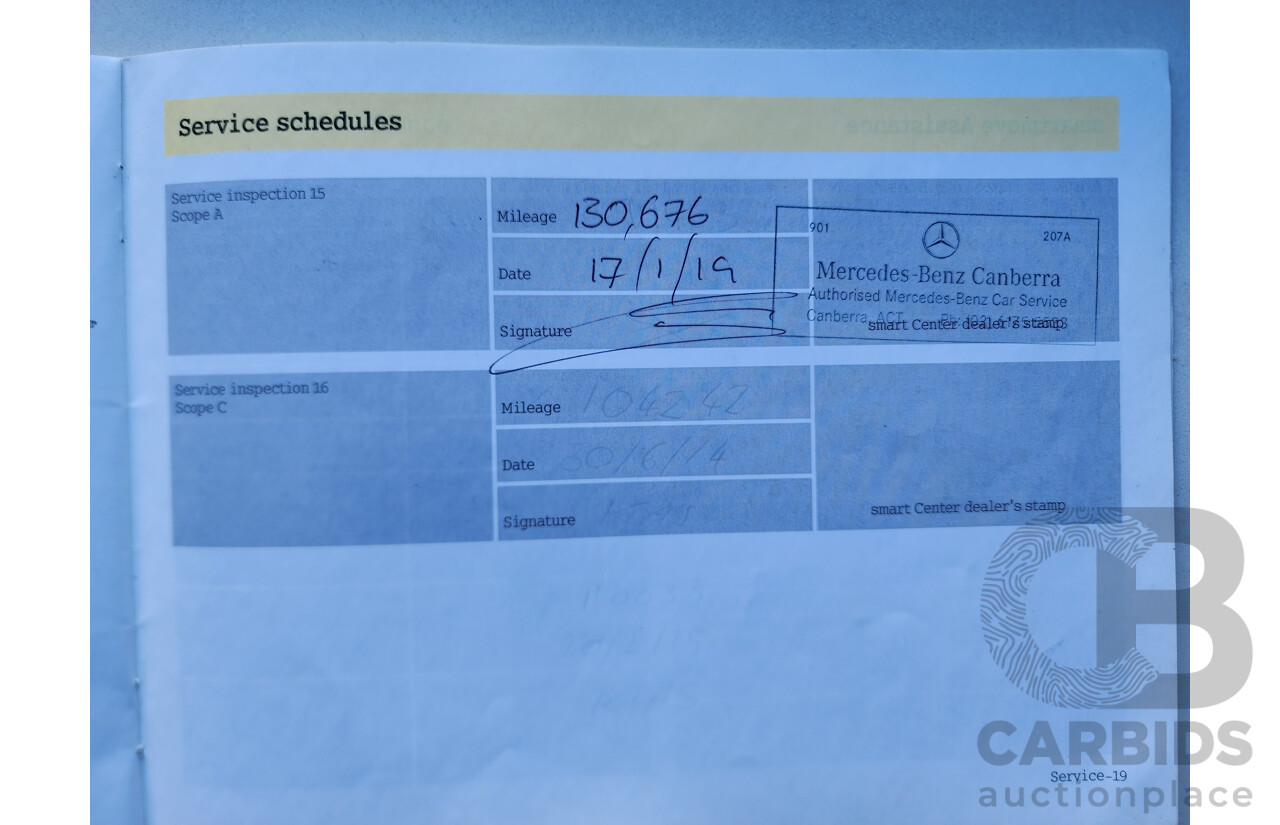 Service schedules
Service inspection 15
Scope A
Mileage 130,676
Date 17/1/19
Signature
901 207A
Mercedes-Benz Canberra
Authorised Mercedes-Benz Car Service
Canberra, ACT
smart Center dealer's stamp
Service inspection 16
Scope C
Mileage 104242
Date 30/6/14
Signature
smart Center dealer's stamp
Service-19
CB
CARBIDS
auctionplace